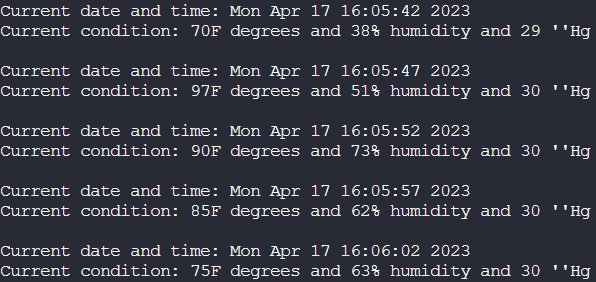 Current date and time: Mon Apr 17 16:05:42 2023
Current condition: 70F degrees and 38% humidity and 29 ''Hg
Current date and time: Mon Apr 17 16:05:47 2023
Current condition: 97F degrees and 51% humidity and 30 ''Hg
Current date and time: Mon Apr 17 16:05:52 2023
Current condition: 90F degrees and 73% humidity and 30 ''Hg
Current date and time: Mon Apr 17 16:05:57 2023
Current condition: 85F degrees and 62% humidity and 30 ''Hg
Current date and time: Mon Apr 17 16:06:02 2023
Current condition: 75F degrees and 63% humidity and 30 ''Hg